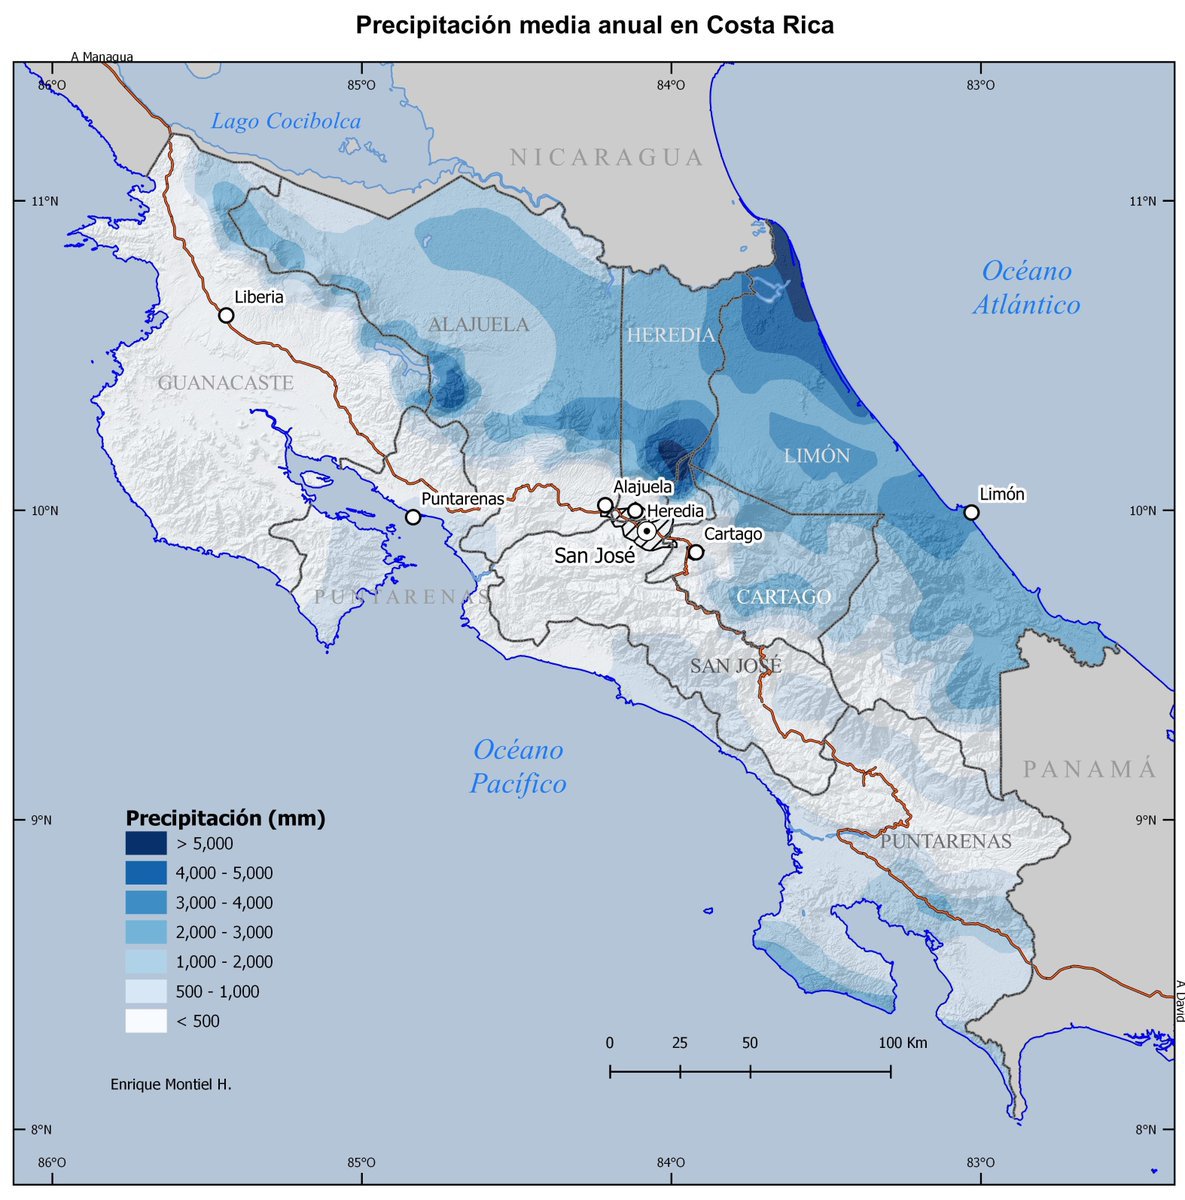 Precipitación media anual en Costa Rica
A Managua
86°O
85°O
84°O
83°O
Lago Cocibolca
NICARAGUA
11°N
11°N
Océano
Atlántico
Liberia
ALAJUELA
HEREDIA
GUANACASTE
LIMÓN
Alajuela
Limón
Puntarenas
10°N
Heredia
10°N
Cartago
San José
PUNTARENAS
CARTAGO
SAN JOSÉ
Océano
Pacífico
PANAMÁ
9°N
9°N
Precipitación (mm)
> 5,000
4,000 - 5,000
3,000 - 4,000
2,000 - 3,000
1,000 - 2,000
500 - 1,000
< 500
PUNTARENAS
A David
0
25
50
100 Km
Enrique Montiel H.
8°N
8°N
86°O
85°O
84°O
83°O